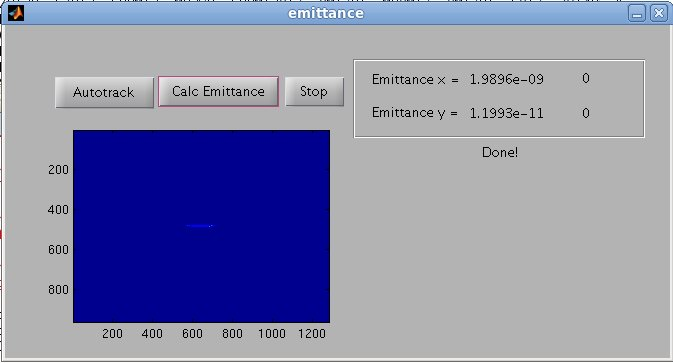 emittance
Autotrack
Calc Emittance
Stop
Emittance x = 1.9896e-09 0
Emittance y = 1.1993e-11 0
Done!
200
400
600
800
200 400 600 800 1000 1200